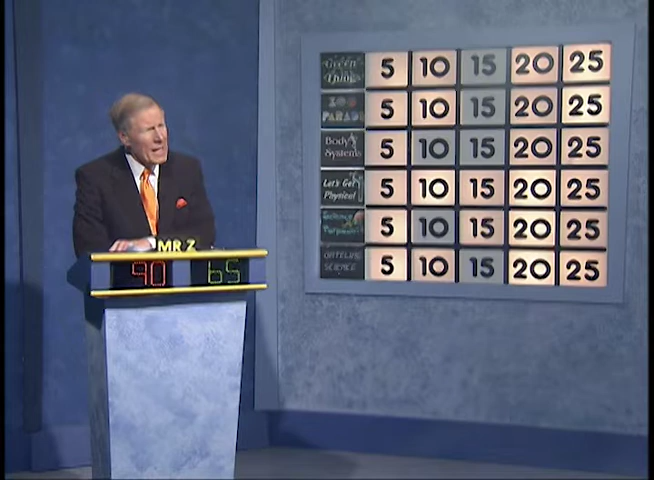 Green
Thing
5 10 15 20 25
ZOO
PARADE
5 10 15 20 25
Body
Systems
5 10 15 20 25
Let's Get
Physical
5 10 15 20 25
Science
5 10 15 20 25
DATELINE
SCIENCE
5 10 15 20 25
MR Z
90 65